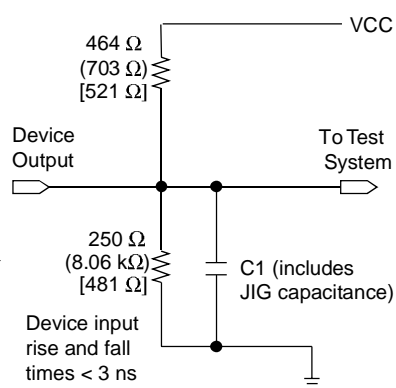 VCC
464 Ω
(703 Ω)
[521 Ω]
Device
Output
To Test
System
250 Ω
(8.06 kΩ)
[481 Ω]
C1 (includes
JIG capacitance)
Device input
rise and fall
times < 3 ns